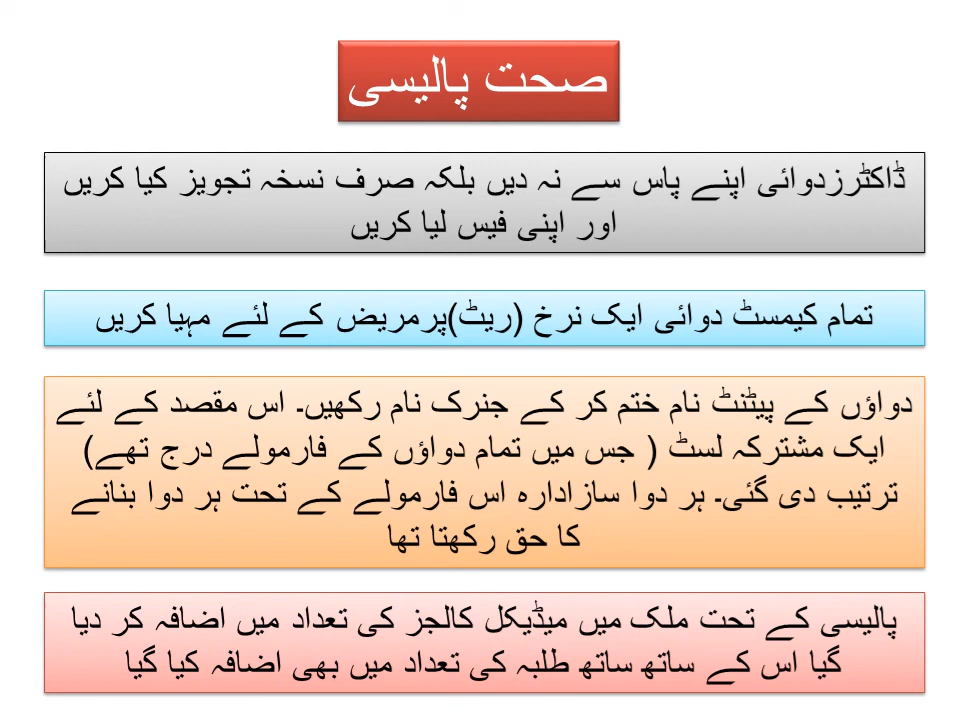 صحت پالیسی
ڈاکٹرزدوائی اپنے پاس سے نہ دیں بلکہ صرف نسخہ تجویز کیا کریں
اور اپنی فیس لیا کریں
تمام کیمسٹ دوائی ایک نرخ (ریٹ)پرمریض کے لئے مہیا کریں
دواؤں کے پیٹنٹ نام ختم کر کے جنرک نام رکھیں۔ اس مقصد کے لئے
ایک مشترکہ لسٹ ( جس میں تمام دواؤں کے فارمولے درج تھے)
ترتیب دی گئی۔ ہر دوا سازادارہ اس فارمولے کے تحت ہر دوا بنانے
کا حق رکھتا تھا
پالیسی کے تحت ملک میں میڈیکل کالجز کی تعداد میں اضافہ کر دیا
گیا اس کے ساتھ ساتھ طلبہ کی تعداد میں بھی اضافہ کیا گیا